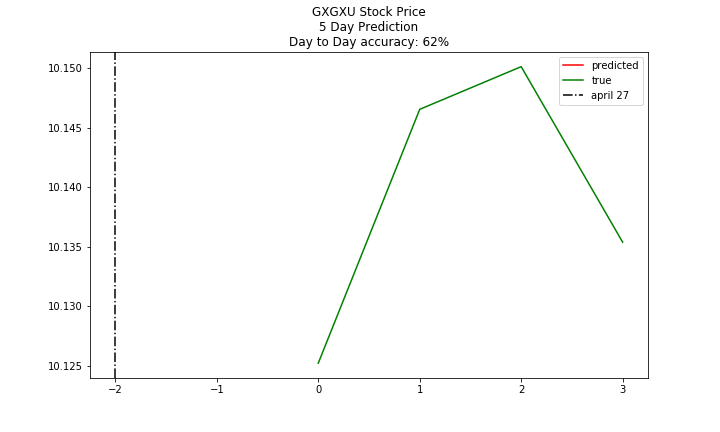 GXGXU Stock Price
5 Day Prediction
Day to Day accuracy: 62%
predicted
true
april 27
10.150
10.145
10.140
10.135
10.130
10.125
−2
−1
0
1
2
3